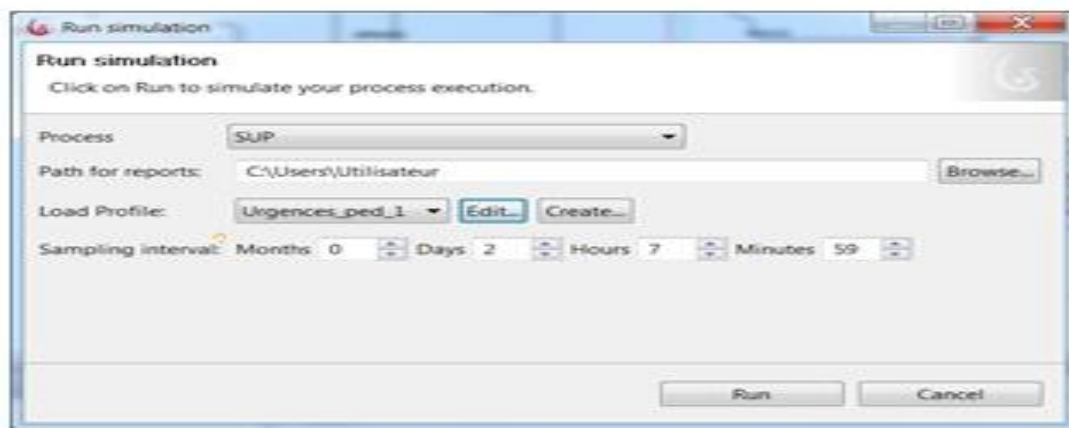 Run simulation
Run simulation
Click on Run to simulate your process execution.
Process SUP
Path for reports: C:\Users\Utilisateur Browse...
Load Profile: Urgences_ped_1 Edit... Create...
Sampling interval: ? Months 0 Days 2 Hours 7 Minutes 59
Run Cancel